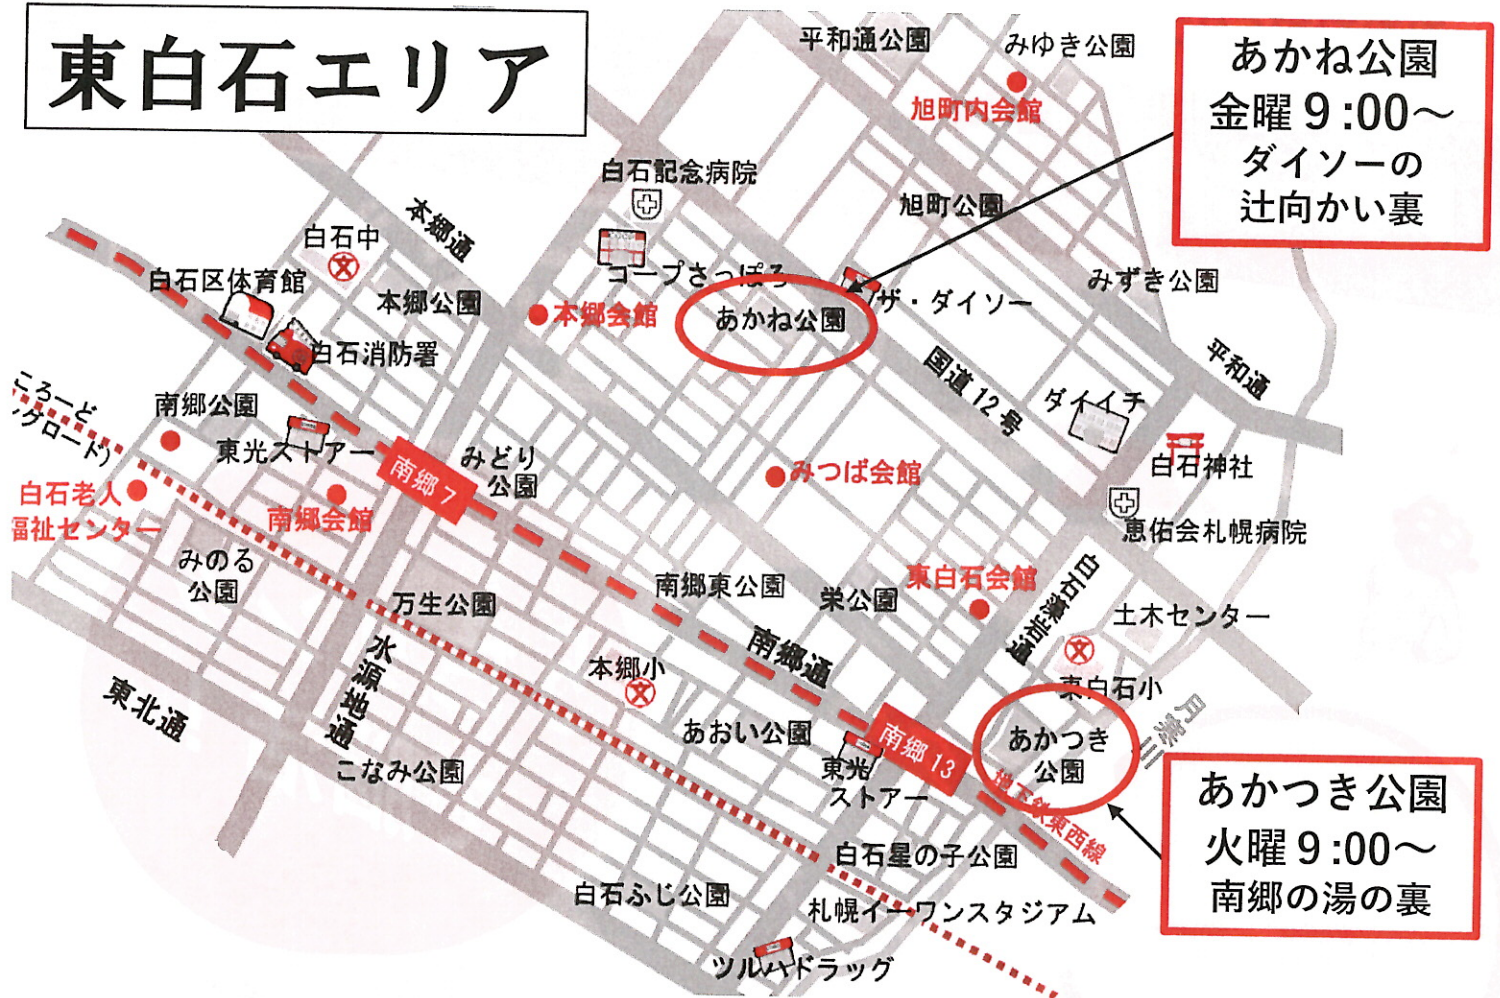 東白石エリア
あかね公園
金曜9:00～
ダイソーの
辻向かい裏
平和通公園
みゆき公園
旭町内会館
白石記念病院
旭町公園
本郷通
白石中
コープさっぽろ
みずき公園
白石区体育館
本郷公園
本郷会館
あかね公園
ザ・ダイソー
白石消防署
国道12号
平和通
ころーど
ングロード)
南郷公園
ダイイチ
東光ストアー
みどり
公園
南郷7
みつば会館
白石神社
白石老人
福祉センター
南郷会館
恵佑会札幌病院
みのる
公園
万生公園
南郷東公園
栄公園
東白石会館
白石藻岩通
土木センター
水源地通
本郷小
南郷通
東白石小
東北通
あおい公園
南郷13
あかつき
公園
月寒川
こなみ公園
東光
ストアー
地下鉄東西線
あかつき公園
火曜9:00～
南郷の湯の裏
白石星の子公園
白石ふじ公園
札幌イーワンスタジアム
ツルハドラッグ